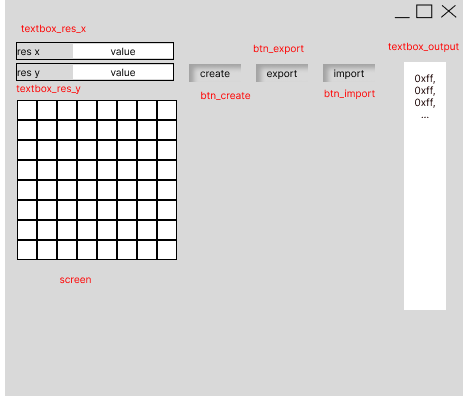 textbox_res_x
res x value
res y value
textbox_res_y
btn_export
create export import
btn_create
btn_import
textbox_output
0xff,
0xff,
0xff,
...
screen